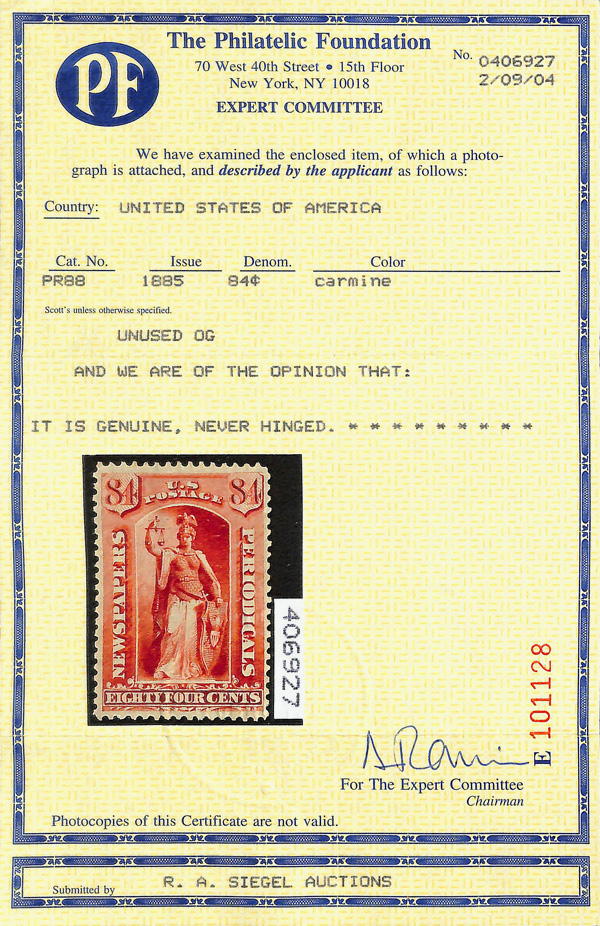 PF
The Philatelic Foundation
70 West 40th Street • 15th Floor
New York, NY 10018
EXPERT COMMITTEE
No. 0406927
2/09/04
We have examined the enclosed item, of which a photo-
graph is attached, and described by the applicant as follows:
Country: UNITED STATES OF AMERICA
Cat. No. Issue Denom. Color
PR88 1885 84¢ carmine
Scott's unless otherwise specified.
UNUSED OG
AND WE ARE OF THE OPINION THAT:
IT IS GENUINE, NEVER HINGED. * * * * * * * * *
84 U.S. 84
POSTAGE
NEWSPAPERS
PERIODICALS
EIGHTY FOUR CENTS
406927
E 101128
For The Expert Committee
Chairman
Photocopies of this Certificate are not valid.
Submitted by R. A. SIEGEL AUCTIONS